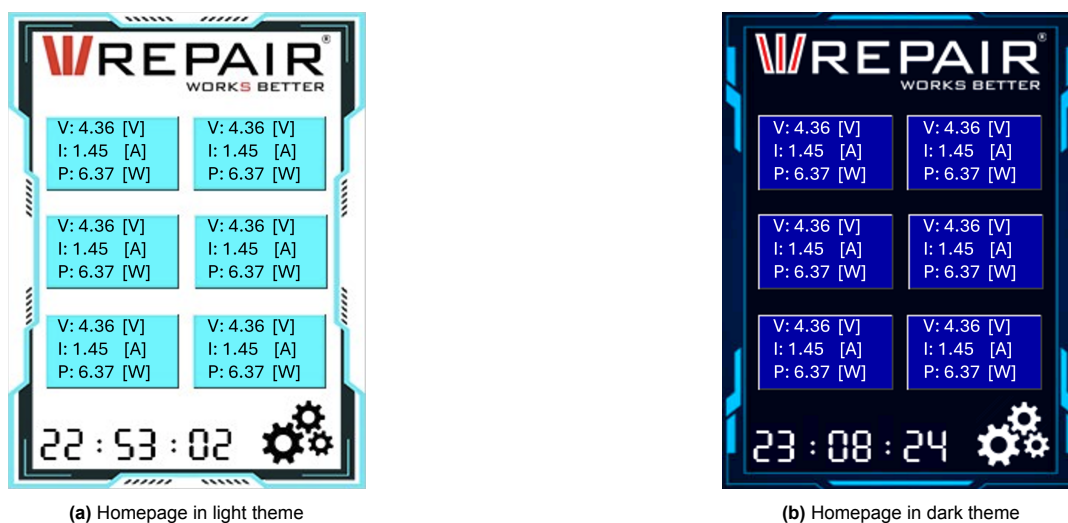 WREPAIR®
WORKS BETTER
V: 4.36 [V]
I: 1.45 [A]
P: 6.37 [W]
V: 4.36 [V]
I: 1.45 [A]
P: 6.37 [W]
V: 4.36 [V]
I: 1.45 [A]
P: 6.37 [W]
V: 4.36 [V]
I: 1.45 [A]
P: 6.37 [W]
V: 4.36 [V]
I: 1.45 [A]
P: 6.37 [W]
V: 4.36 [V]
I: 1.45 [A]
P: 6.37 [W]
22:53:02
(a) Homepage in light theme
WREPAIR®
WORKS BETTER
V: 4.36 [V]
I: 1.45 [A]
P: 6.37 [W]
V: 4.36 [V]
I: 1.45 [A]
P: 6.37 [W]
V: 4.36 [V]
I: 1.45 [A]
P: 6.37 [W]
V: 4.36 [V]
I: 1.45 [A]
P: 6.37 [W]
V: 4.36 [V]
I: 1.45 [A]
P: 6.37 [W]
V: 4.36 [V]
I: 1.45 [A]
P: 6.37 [W]
23:08:24
(b) Homepage in dark theme